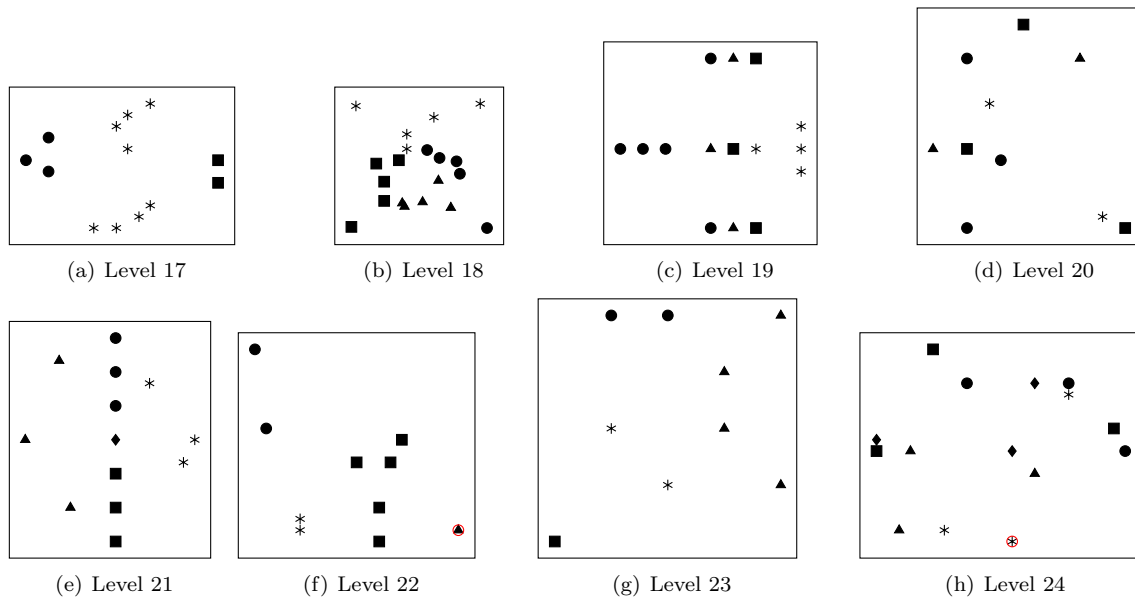 (a) Level 17
(b) Level 18
(c) Level 19
(d) Level 20
(e) Level 21
(f) Level 22
(g) Level 23
(h) Level 24